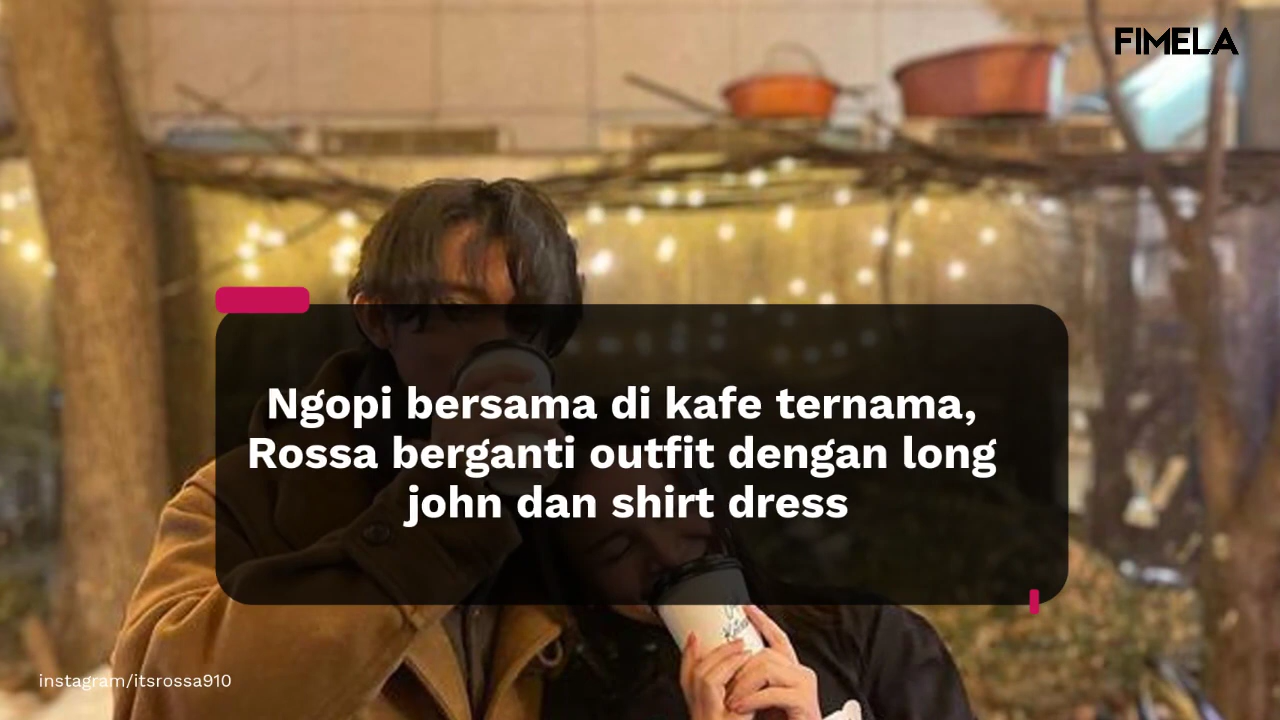 FIMELA
Ngopi bersama di kafe ternama,
Rossa berganti outfit dengan long
john dan shirt dress
instagram/itsrossa910